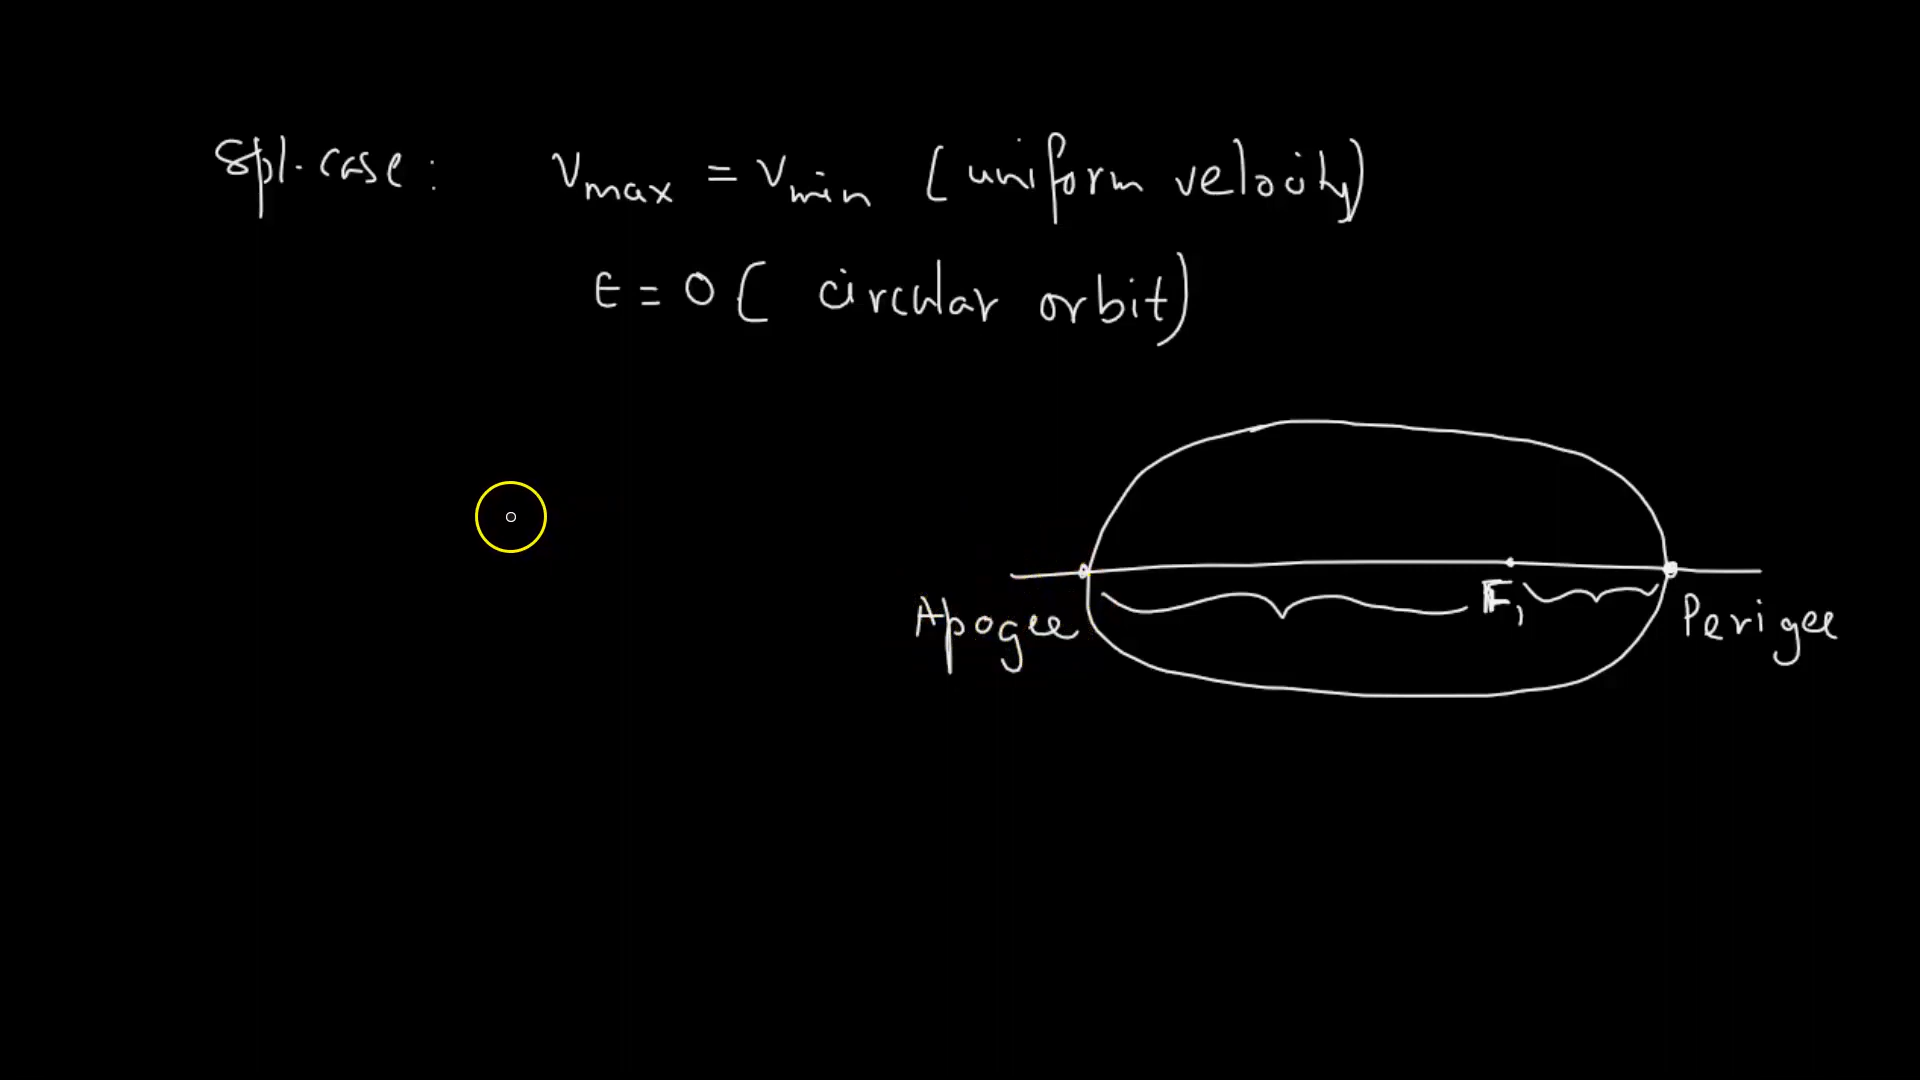 Spl. case: Vmax = Vmin (uniform velocity)
ϵ = 0 (circular orbit)
F₁
Apogee
Perigee